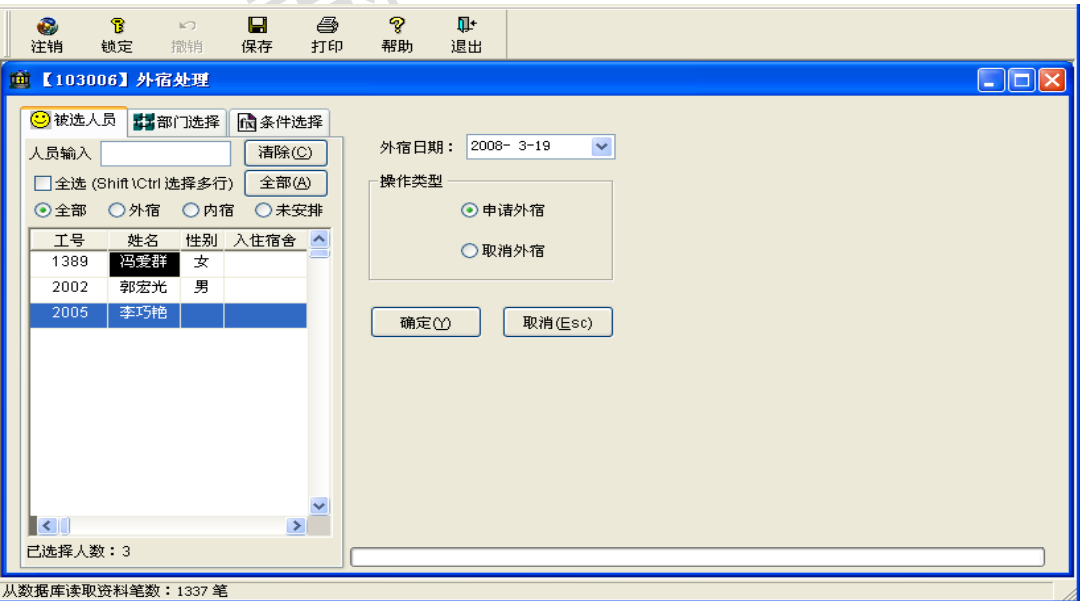 注销 锁定 撤销 保存 打印 帮助 退出
【103006】外宿处理
被选人员 部门选择 条件选择
人员输入 清除(C)
全选 (Shift\Ctrl 选择多行) 全部(A)
全部 外宿 内宿 未安排
工号 姓名 性别 入住宿舍
1389 冯爱群 女
2002 郭宏光 男
2005 李巧艳
已选择人数：3
外宿日期： 2008- 3-19
操作类型
申请外宿
取消外宿
确定(Y) 取消(Esc)
从数据库读取资料笔数：1337 笔